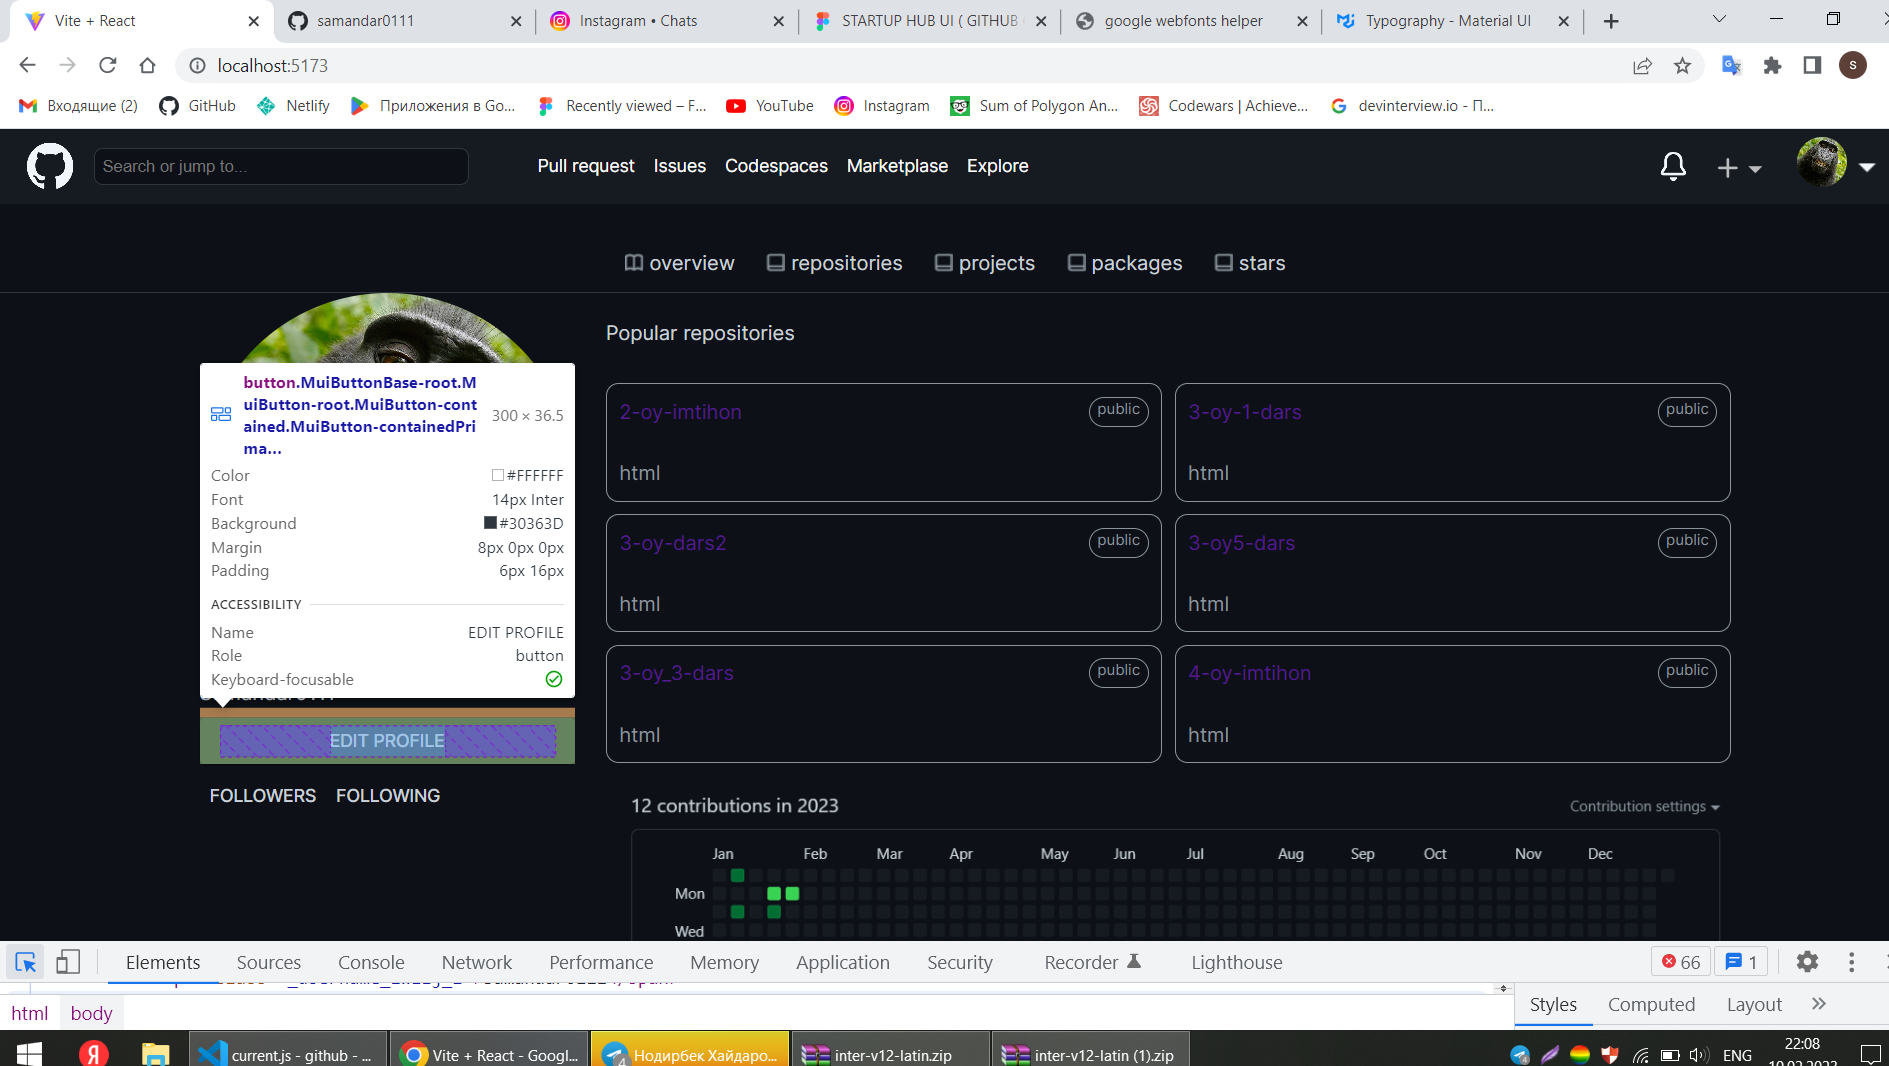 Vite + React
samandar0111
Instagram • Chats
STARTUP HUB UI ( GITHUB
google webfonts helper
Typography - Material UI
localhost:5173
S
Входящие (2)
GitHub
Netlify
Приложения в Go...
Recently viewed – F...
YouTube
Instagram
Sum of Polygon An...
Codewars | Achieve...
devinterview.io - П...
Search or jump to...
Pull request
Issues
Codespaces
Marketplace
Explore
overview
repositories
projects
packages
stars
Popular repositories
button.MuiButtonBase-root.M
uiButton-root.MuiButton-cont
ained.MuiButton-containedPri
ma...
300 × 36.5
Color
#FFFFFF
Font
14px Inter
Background
#30363D
Margin
8px 0px 0px
Padding
6px 16px
ACCESSIBILITY
Name
EDIT PROFILE
Role
button
Keyboard-focusable
EDIT PROFILE
FOLLOWERS
FOLLOWING
2-oy-imtihon
public
html
3-oy-1-dars
public
html
3-oy-dars2
public
html
3-oy5-dars
public
html
3-oy_3-dars
public
html
4-oy-imtihon
public
html
12 contributions in 2023
Contribution settings
Jan
Feb
Mar
Apr
May
Jun
Jul
Aug
Sep
Oct
Nov
Dec
Mon
Wed
Elements
Sources
Console
Network
Performance
Memory
Application
Security
Recorder
Lighthouse
66
1
html
body
Styles
Computed
Layout
current.js - github - ...
Vite + React - Googl...
4
Нодирбек Хайдаро...
inter-v12-latin.zip
inter-v12-latin (1).zip
ENG
22:08